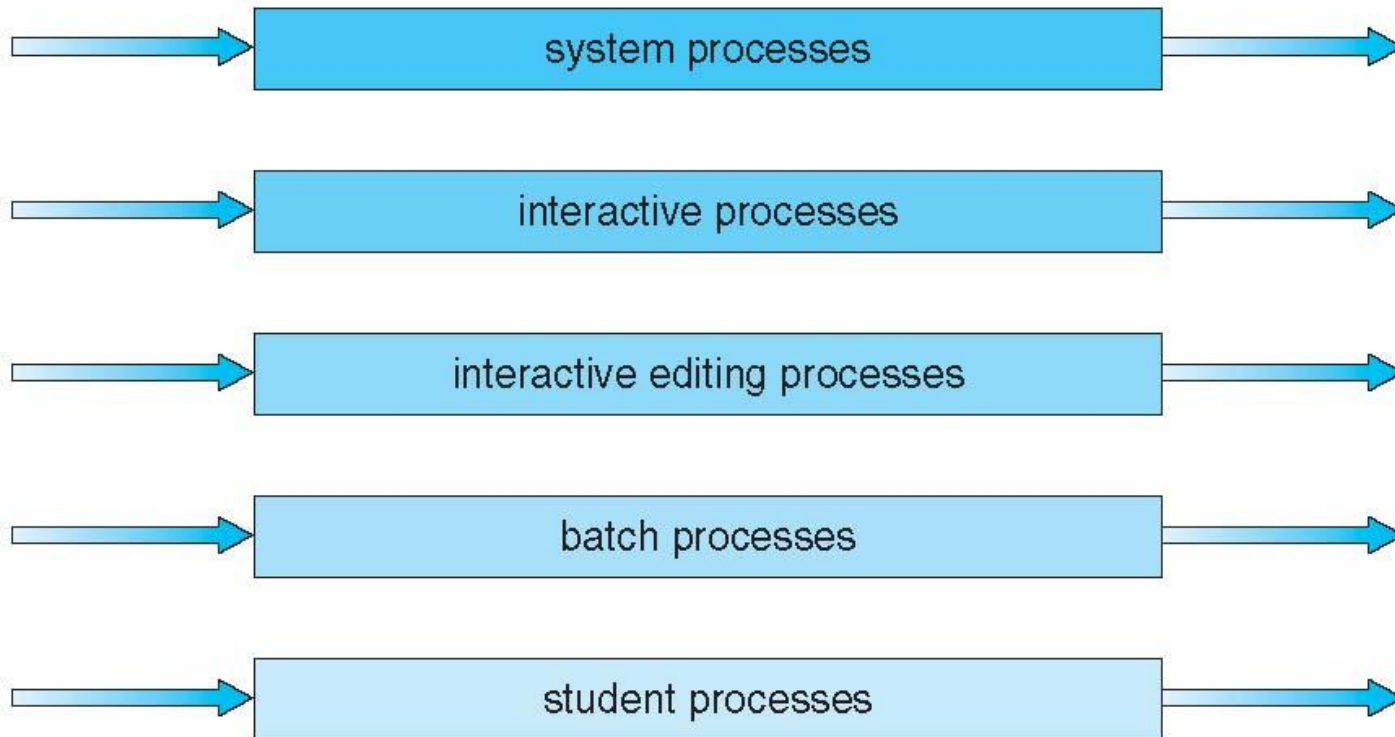 system processes
interactive processes
interactive editing processes
batch processes
student processes